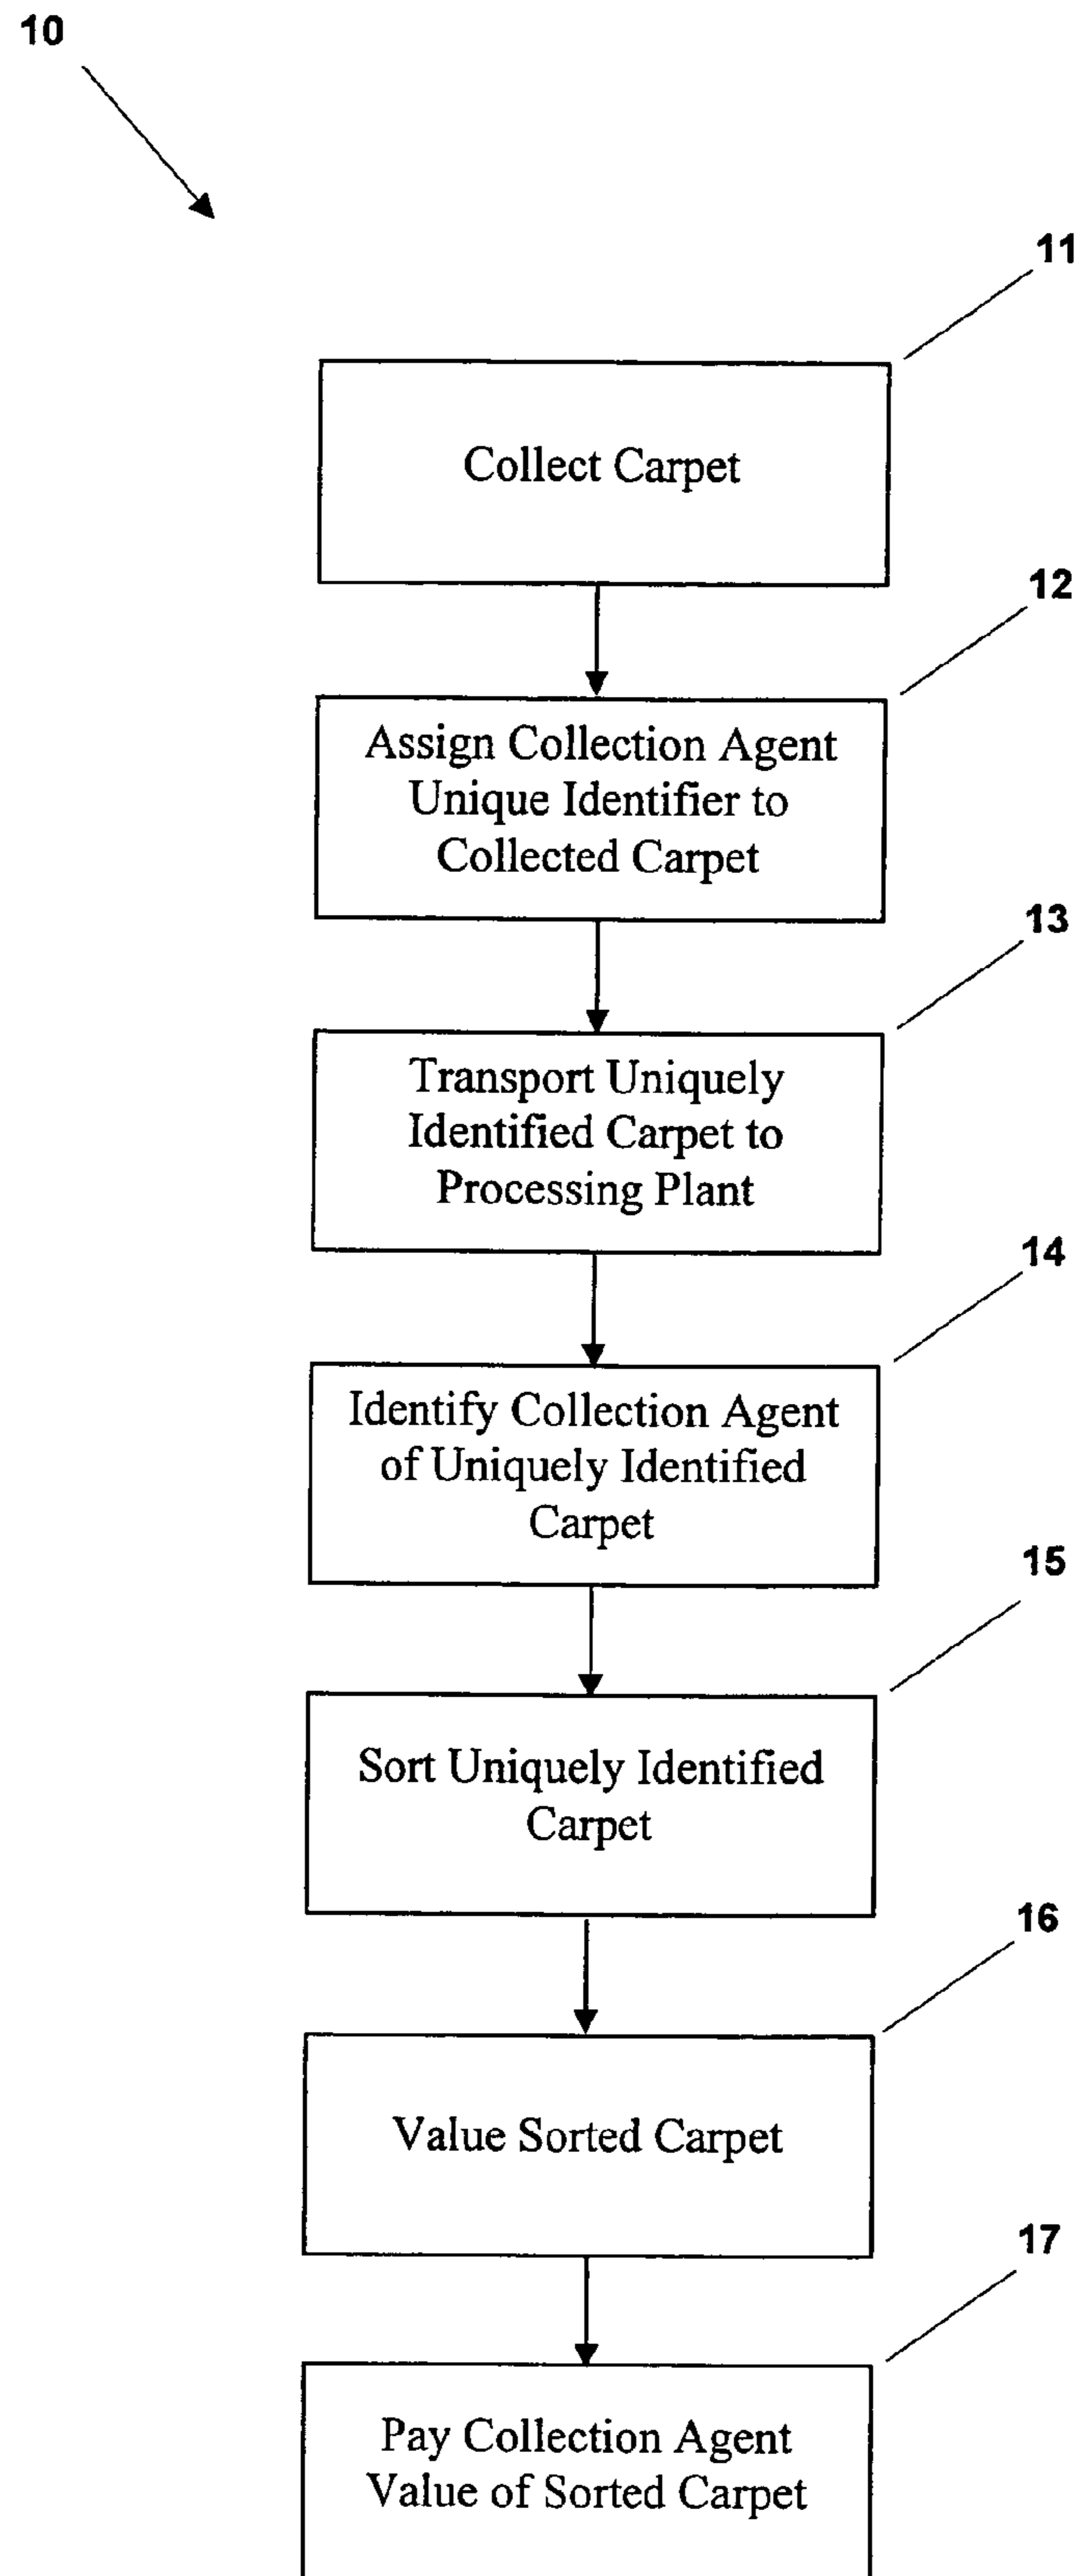 10
11
Collect Carpet
12
Assign Collection Agent
Unique Identifier to
Collected Carpet
13
Transport Uniquely
Identified Carpet to
Processing Plant
14
Identify Collection Agent
of Uniquely Identified
Carpet
15
Sort Uniquely Identified
Carpet
16
Value Sorted Carpet
17
Pay Collection Agent
Value of Sorted Carpet